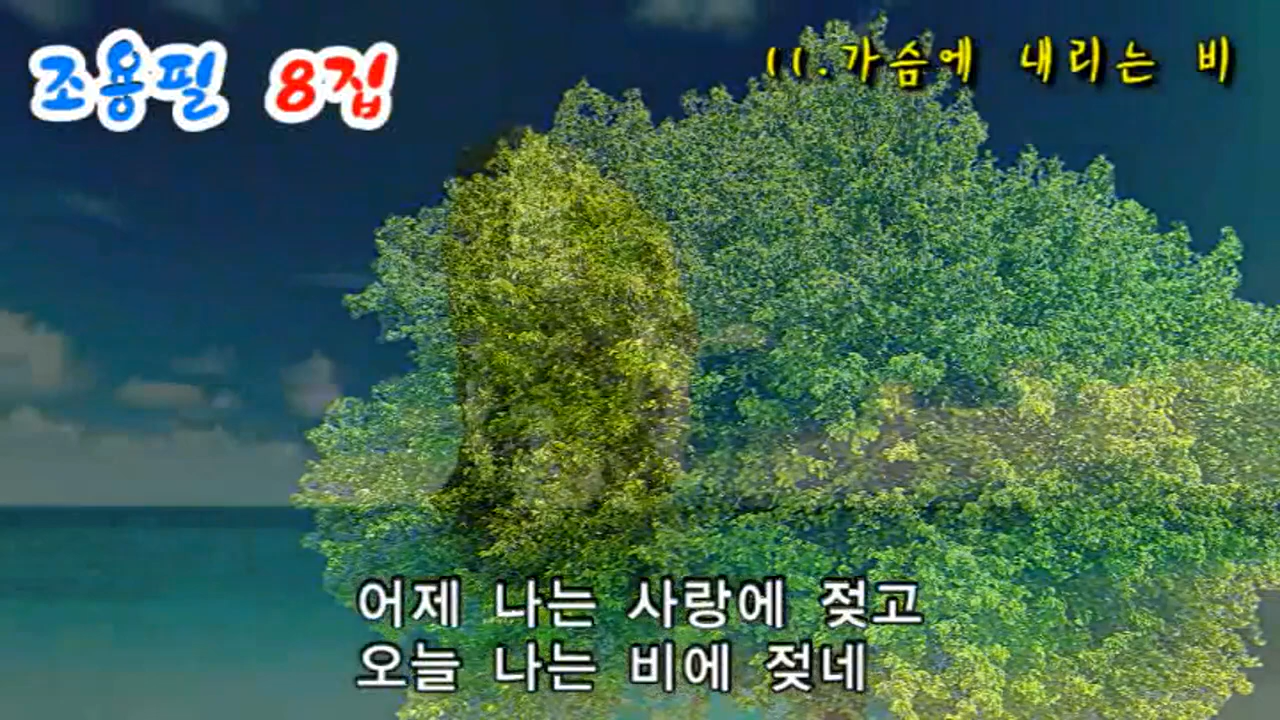 조용필 8집
11.가슴에 내리는 비
어제 나는 사랑에 젖고
오늘 나는 비에 젖네